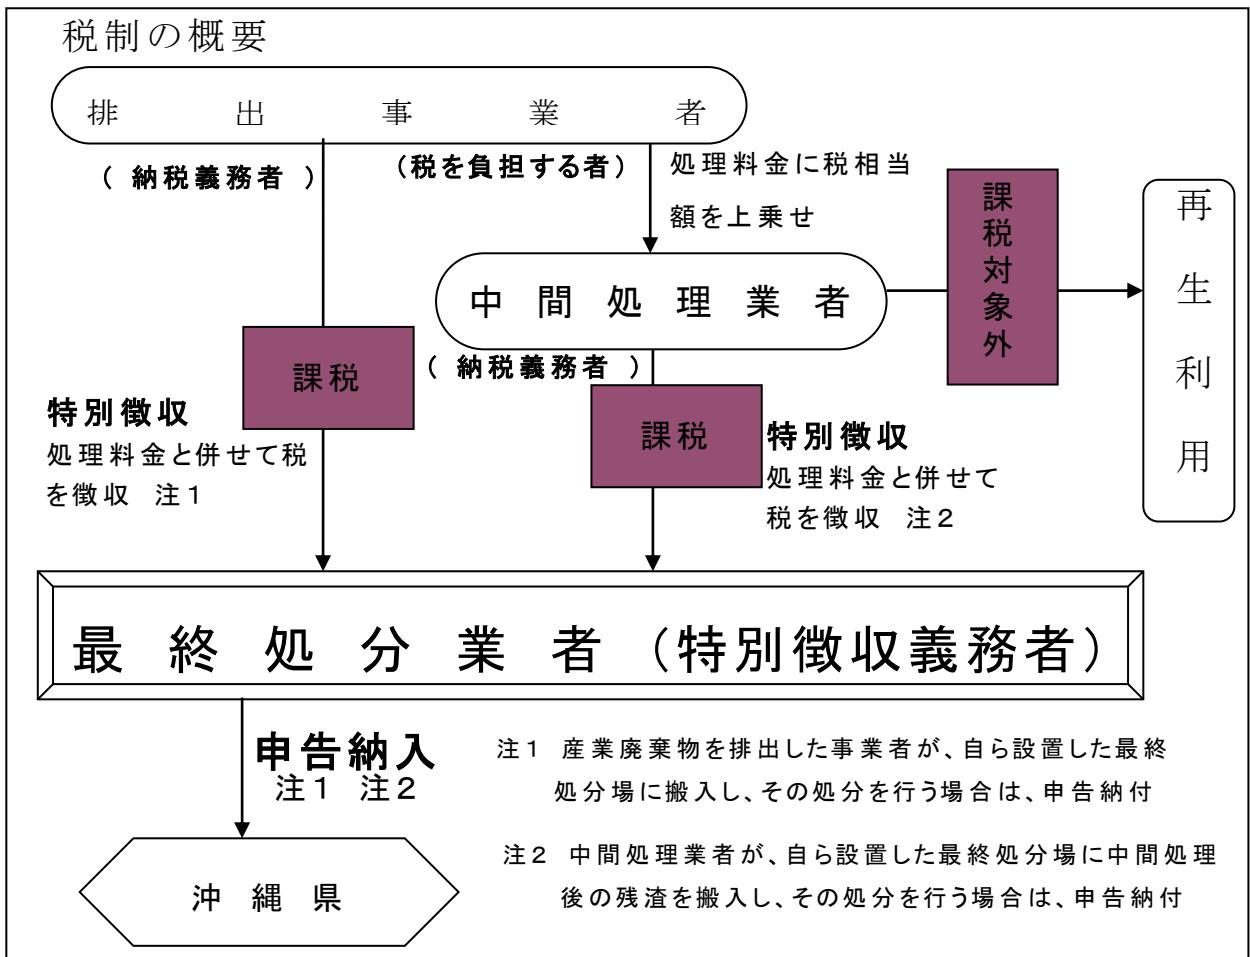 税制の概要
排出事業者
（ 納税義務者 ）
（税を負担する者）
処理料金に税相当
額を上乗せ
課税対象外
再生利用
中間処理業者
（ 納税義務者 ）
課税
特別徴収
処理料金と併せて税
を徴収 注１
課税
特別徴収
処理料金と併せて
税を徴収 注２
最終処分業者（特別徴収義務者）
申告納入
注１ 注２
注１ 産業廃棄物を排出した事業者が、自ら設置した最終
処分場に搬入し、その処分を行う場合は、申告納付
注２ 中間処理業者が、自ら設置した最終処分場に中間処理
後の残渣を搬入し、その処分を行う場合は、申告納付
沖縄県